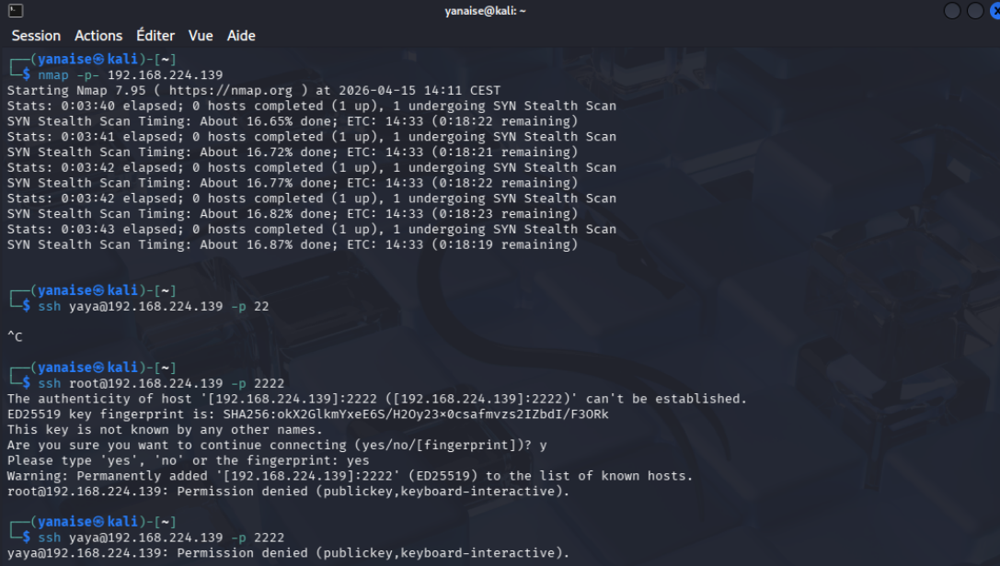 yanaise@kali: ~
Session Actions Éditer Vue Aide
┌──(yanaise㉿kali)-[~]
└─$ nmap -p- 192.168.224.139
Starting Nmap 7.95 ( https://nmap.org ) at 2026-04-15 14:11 CEST
Stats: 0:03:40 elapsed; 0 hosts completed (1 up), 1 undergoing SYN Stealth Scan
SYN Stealth Scan Timing: About 16.65% done; ETC: 14:33 (0:18:22 remaining)
Stats: 0:03:41 elapsed; 0 hosts completed (1 up), 1 undergoing SYN Stealth Scan
SYN Stealth Scan Timing: About 16.72% done; ETC: 14:33 (0:18:21 remaining)
Stats: 0:03:42 elapsed; 0 hosts completed (1 up), 1 undergoing SYN Stealth Scan
SYN Stealth Scan Timing: About 16.77% done; ETC: 14:33 (0:18:22 remaining)
Stats: 0:03:42 elapsed; 0 hosts completed (1 up), 1 undergoing SYN Stealth Scan
SYN Stealth Scan Timing: About 16.82% done; ETC: 14:33 (0:18:23 remaining)
Stats: 0:03:43 elapsed; 0 hosts completed (1 up), 1 undergoing SYN Stealth Scan
SYN Stealth Scan Timing: About 16.87% done; ETC: 14:33 (0:18:19 remaining)
┌──(yanaise㉿kali)-[~]
└─$ ssh yaya@192.168.224.139 -p 22
^C
┌──(yanaise㉿kali)-[~]
└─$ ssh root@192.168.224.139 -p 2222
The authenticity of host '[192.168.224.139]:2222 ([192.168.224.139]:2222)' can't be established.
ED25519 key fingerprint is: SHA256:okX2GlkmYxeE6S/H2Oy23×0csafmvzs2IZbdI/F3ORk
This key is not known by any other names.
Are you sure you want to continue connecting (yes/no/[fingerprint])? y
Please type 'yes', 'no' or the fingerprint: yes
Warning: Permanently added '[192.168.224.139]:2222' (ED25519) to the list of known hosts.
root@192.168.224.139: Permission denied (publickey,keyboard-interactive).
┌──(yanaise㉿kali)-[~]
└─$ ssh yaya@192.168.224.139 -p 2222
yaya@192.168.224.139: Permission denied (publickey,keyboard-interactive).